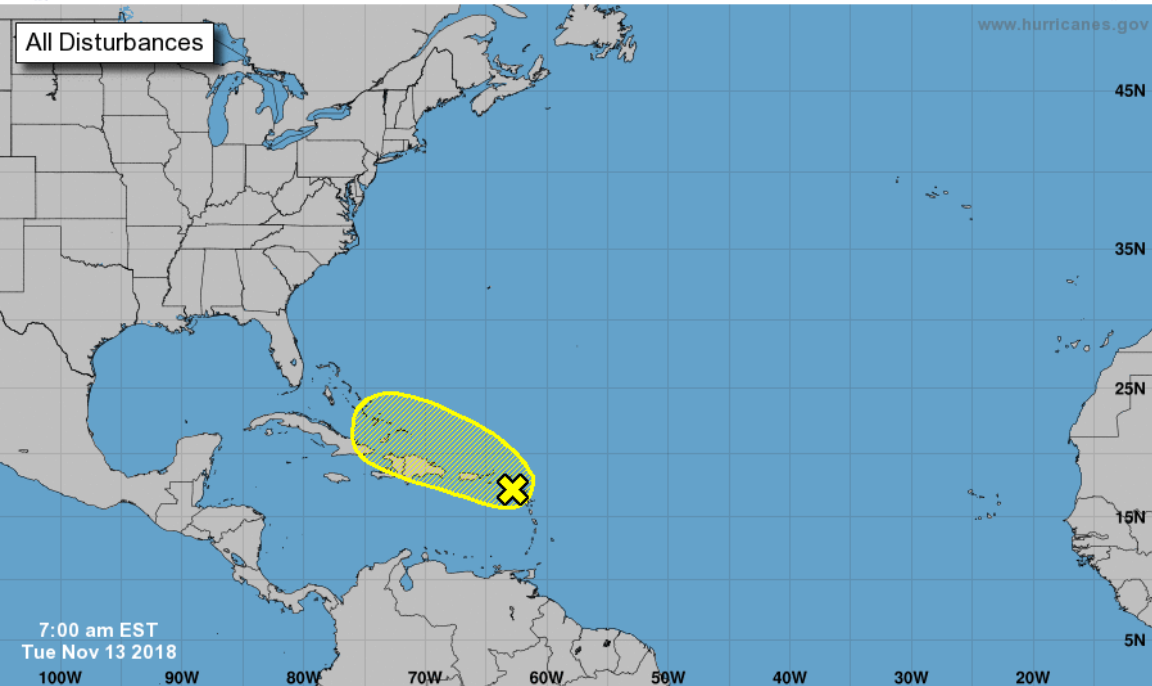 www.hurricanes.gov
All Disturbances
45N
35N
25N
15N
5N
7:00 am EST
Tue Nov 13 2018
100W 90W 80W 70W 60W 50W 40W 30W 20W